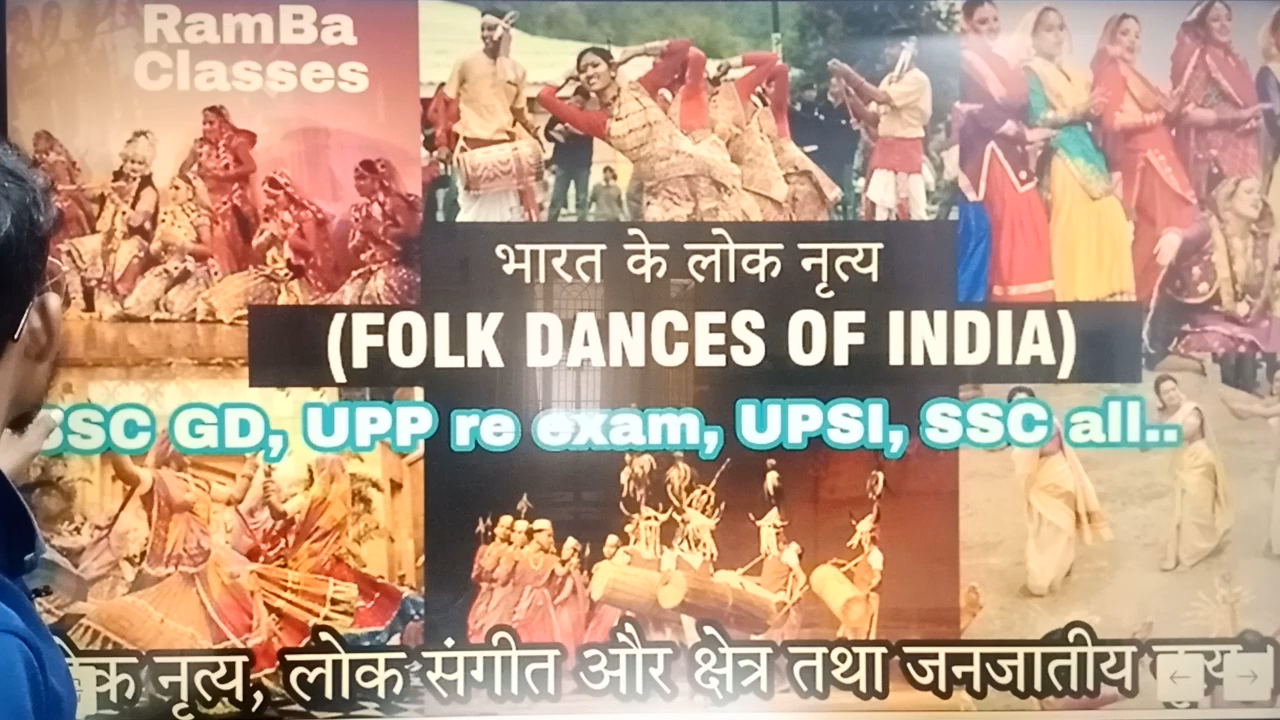 RamBa
Classes
भारत के लोक नृत्य
(FOLK DANCES OF INDIA)
SSC GD, UPP re exam, UPSI, SSC all..
नृत्य, लोक संगीत और क्षेत्र तथा जनजातीय